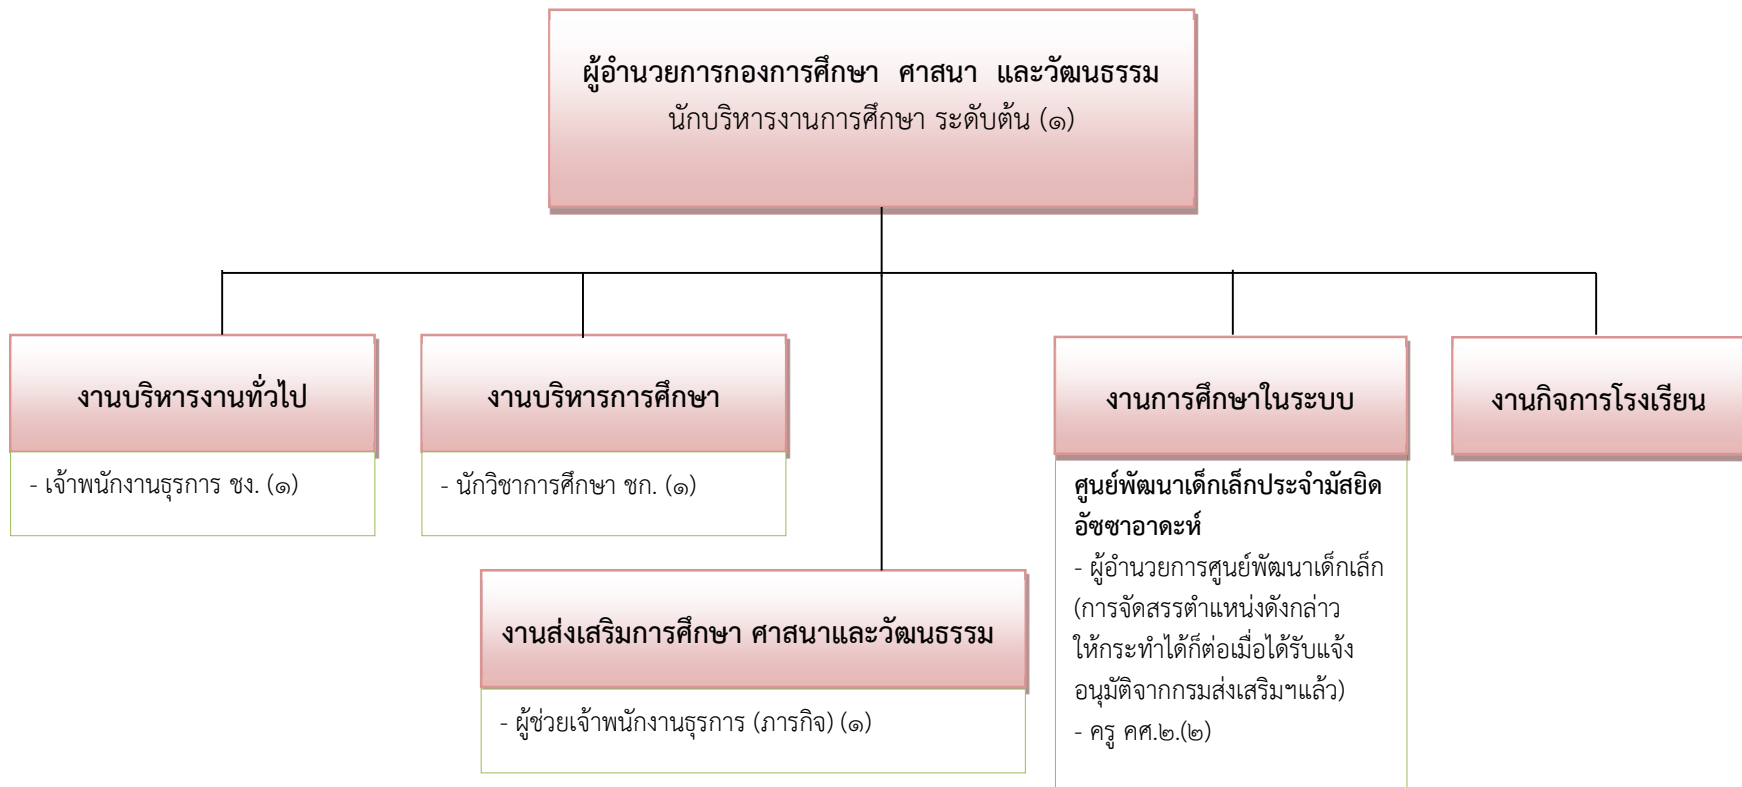 ผู้อำนวยการกองการศึกษา ศาสนา และวัฒนธรรม
นักบริหารงานการศึกษา ระดับต้น (๑)
งานบริหารงานทั่วไป
- เจ้าพนักงานธุรการ ชง. (๑)
งานบริหารการศึกษา
- นักวิชาการศึกษา ชก. (๑)
งานส่งเสริมการศึกษา ศาสนาและวัฒนธรรม
- ผู้ช่วยเจ้าพนักงานธุรการ (ภารกิจ) (๑)
งานการศึกษาในระบบ
ศูนย์พัฒนาเด็กเล็กประจำมัสยิด
อัซซาอาดะห์
- ผู้อำนวยการศูนย์พัฒนาเด็กเล็ก
(การจัดสรรตำแหน่งดังกล่าว
ให้กระทำได้ก็ต่อเมื่อได้รับแจ้ง
อนุมัติจากกรมส่งเสริมฯแล้ว)
- ครู คศ.๒.(๒)
งานกิจการโรงเรียน